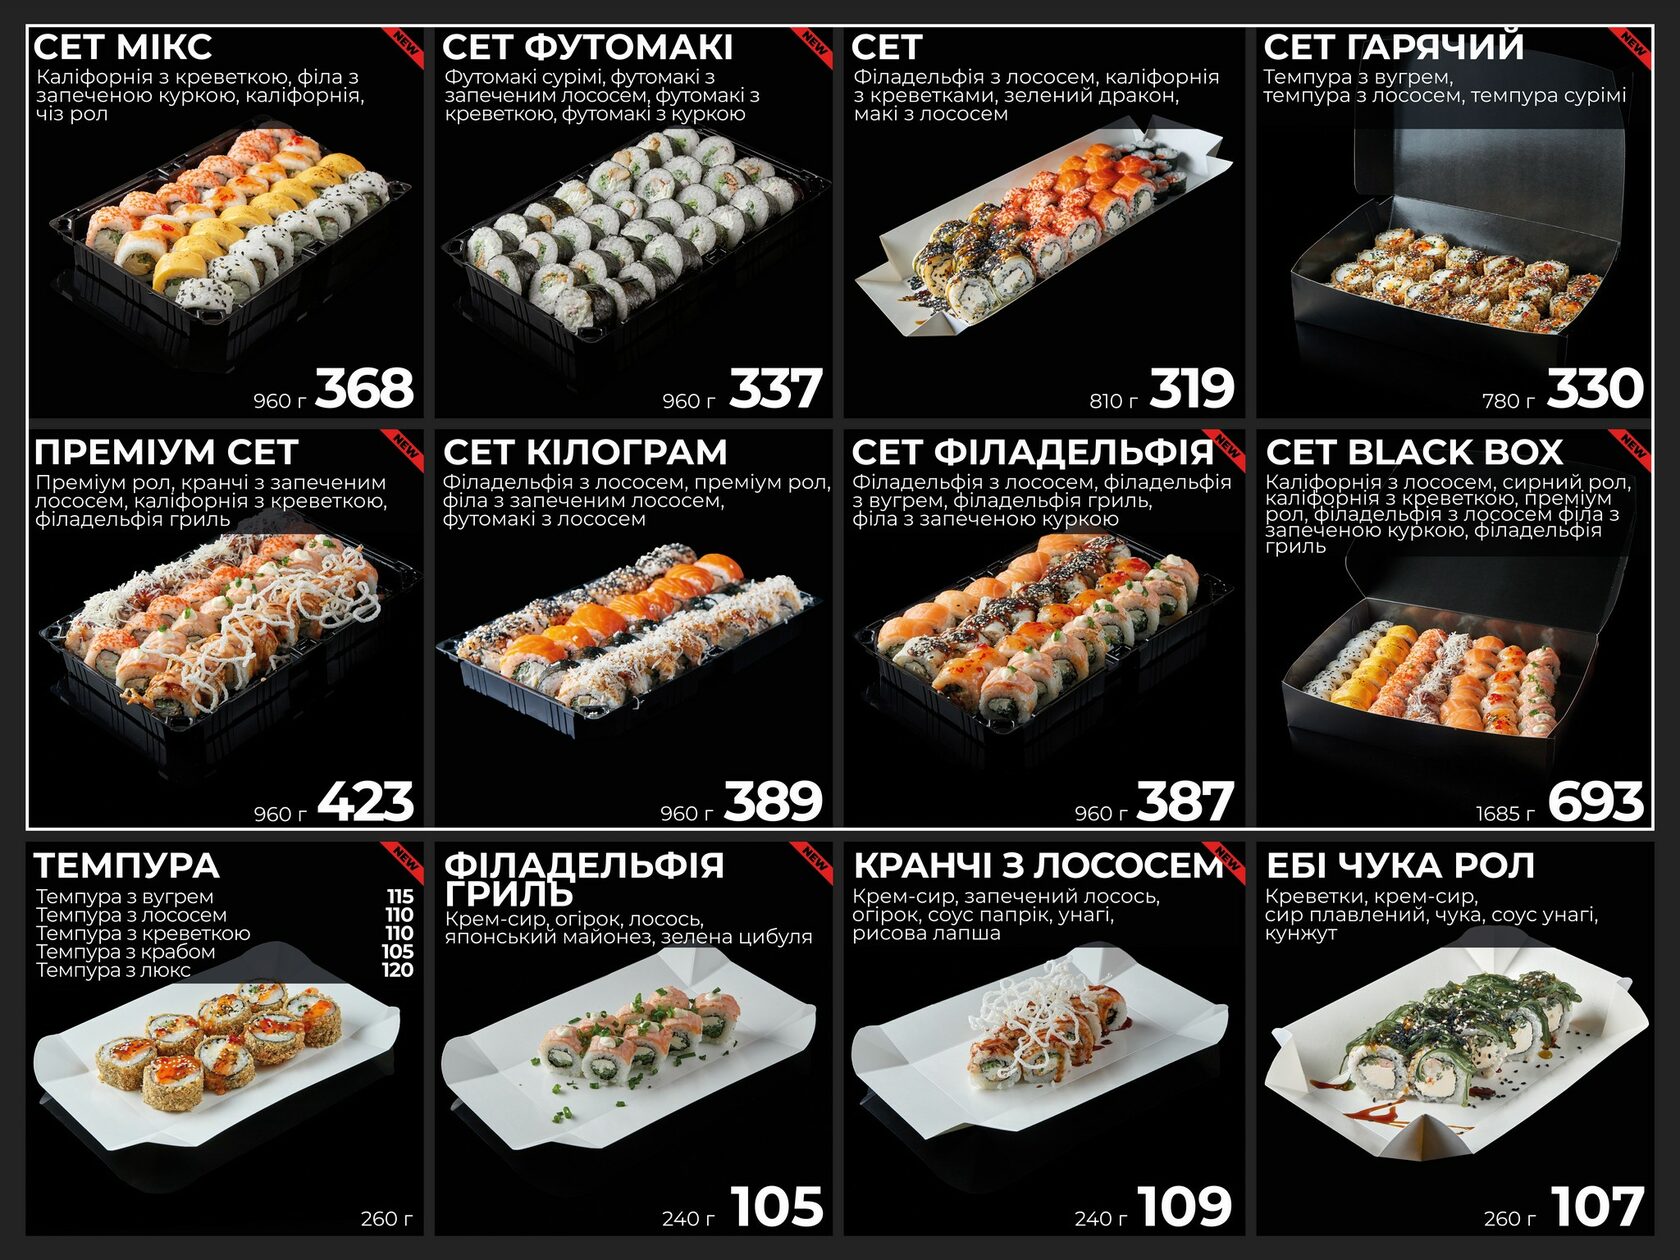 СЕТ МІКС
NEW
Каліфорнія з креветкою, філа з
запеченою куркою, каліфорнія,
чіз рол
960 г 368
СЕТ ФУТОМАКІ
NEW
Футомакі сурімі, футомакі з
запеченим лососем, футомакі з
креветкою, футомакі з куркою
960 г 337
СЕТ
Філадельфія з лососем, каліфорнія
з креветками, зелений дракон,
макі з лососем
810 г 319
СЕТ ГАРЯЧИЙ
NEW
Темпура з вугрем,
темпура з лососем, темпура сурімі
780 г 330
ПРЕМІУМ СЕТ
NEW
Преміум рол, кранчі з запеченим
лососем, каліфорнія з креветкою,
філадельфія гриль
960 г 423
СЕТ КІЛОГРАМ
Філадельфія з лососем, преміум рол,
філа з запеченим лососем,
футомакі з лососем
960 г 389
СЕТ ФІЛАДЕЛЬФІЯ
NEW
Філадельфія з лососем, філадельфія
з вугрем, філадельфія гриль,
філа з запеченою куркою
960 г 387
СЕТ BLACK BOX
NEW
Каліфорнія з лососем, сирний рол,
каліфорнія з креветкою, преміум
рол, філадельфія з лососем філа з
запеченою куркою, філадельфія
гриль
1685 г 693
ТЕМПУРА
NEW
Темпура з вугрем 115
Темпура з лососем 110
Темпура з креветкою 110
Темпура з крабом 105
Темпура з люкс 120
260 г
ФІЛАДЕЛЬФІЯ
ГРИЛЬ
NEW
Крем-сир, огірок, лосось,
японський майонез, зелена цибуля
240 г 105
КРАНЧІ З ЛОСОСЕМ
NEW
Крем-сир, запечений лосось,
огірок, соус папрік, унагі,
рисова лапша
240 г 109
ЕБІ ЧУКА РОЛ
Креветки, крем-сир,
сир плавлений, чука, соус унагі,
кунжут
260 г 107